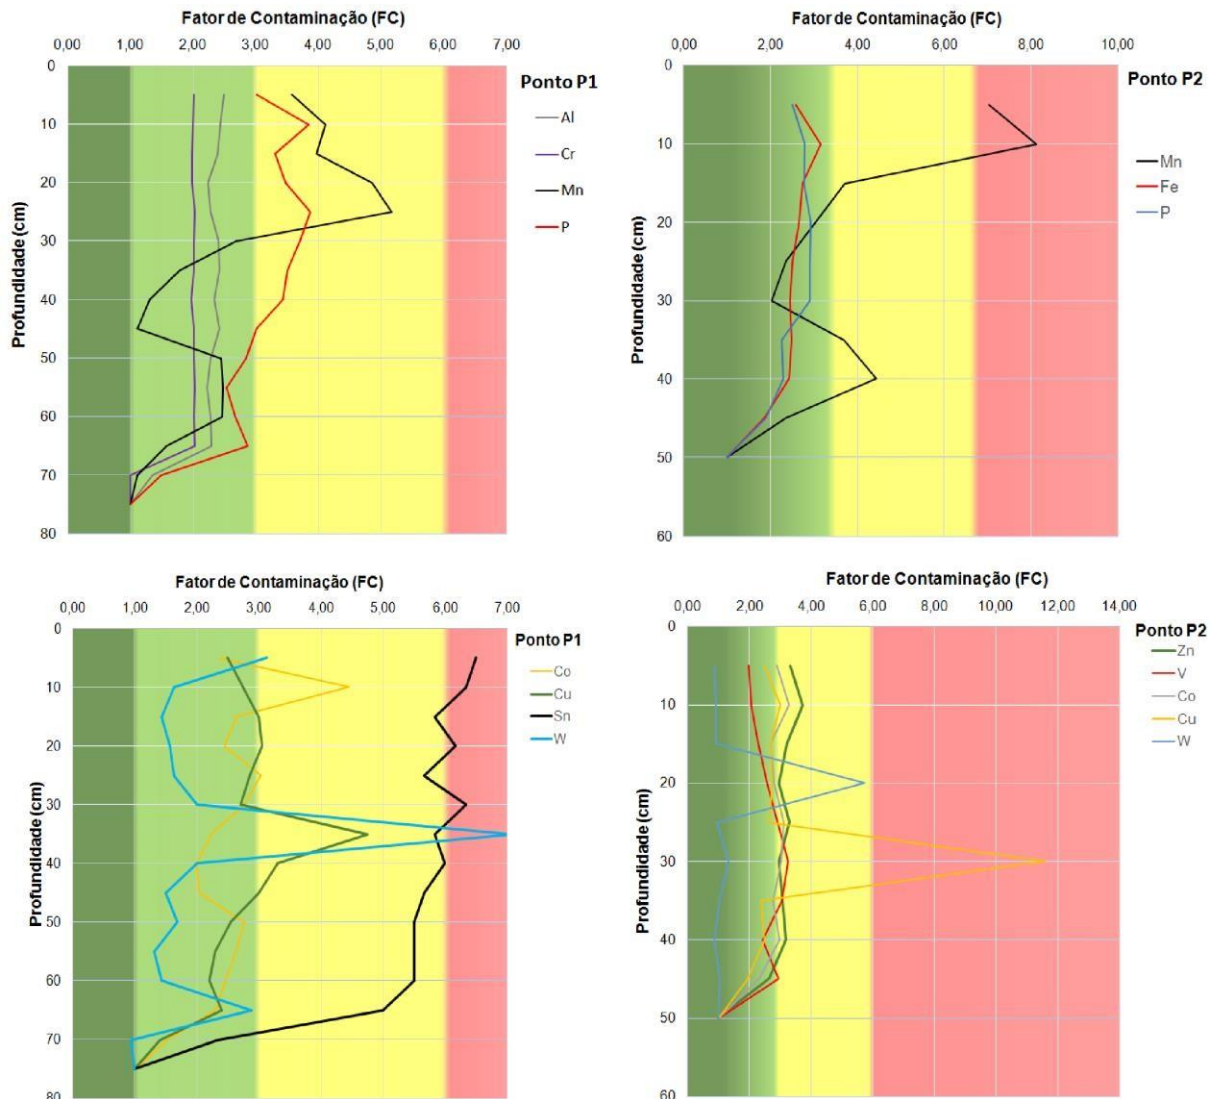 Fator de Contaminação (FC)
0,00 1,00 2,00 3,00 4,00 5,00 6,00 7,00
0
10
20
30
40
50
60
70
80
Profundidade (cm)
Ponto P1
Al
Cr
Mn
P
Fator de Contaminação (FC)
0,00 2,00 4,00 6,00 8,00 10,00
0
10
20
30
40
50
60
Profundidade (cm)
Ponto P2
Mn
Fe
P
Fator de Contaminação (FC)
0,00 1,00 2,00 3,00 4,00 5,00 6,00 7,00
0
10
20
30
40
50
60
70
80
Profundidade (cm)
Ponto P1
Co
Cu
Sn
W
Fator de Contaminação (FC)
0,00 2,00 4,00 6,00 8,00 10,00 12,00 14,00
0
10
20
30
40
50
60
Profundidade (cm)
Ponto P2
Zn
V
Co
Cu
W